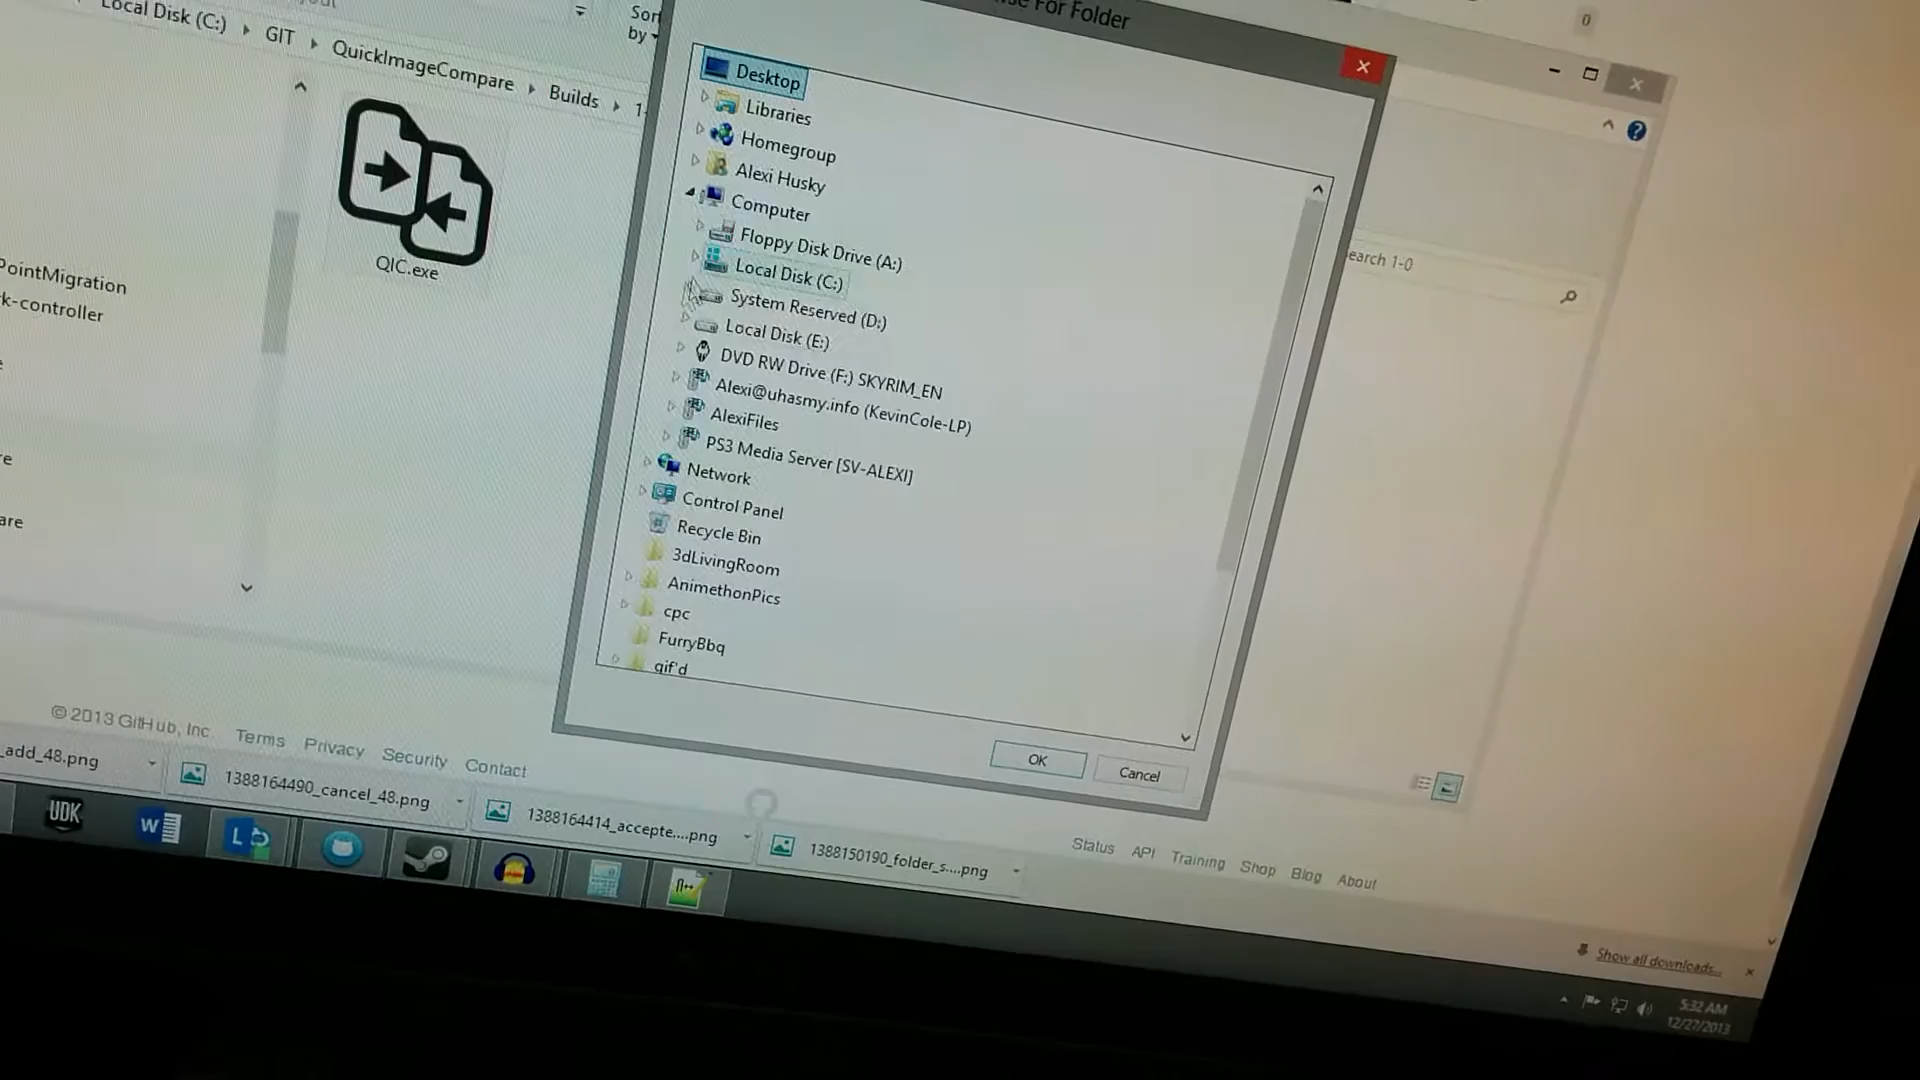 Local Disk (C:) GIT QuickImageCompare Builds
Sort
by
For Folder
0
Desktop
Libraries
Homegroup
Alexi Husky
Computer
Floppy Disk Drive (A:)
Local Disk (C:)
System Reserved (D:)
Local Disk (E:)
DVD RW Drive (F:) SKYRIM_EN
Alexi@uhasmy.info (KevinCole-LP)
AlexiFiles
PS3 Media Server [SV-ALEXI]
Network
Control Panel
Recycle Bin
3dLivingRoom
AnimethonPics
cpc
FurryBbq
gif'd
OK
Cancel
QIC.exe
PointMigration
k-controller
e
are
earch 1-0
© 2013 GitHub, Inc. Terms Privacy Security Contact
Status API Training Shop Blog About
_add_48.png
1388164490_cancel_48.png
1388164414_accepte....png
1388150190_folder_s....png
Show all downloads...
UDK
W
L
n++
5:32 AM
12/27/2013